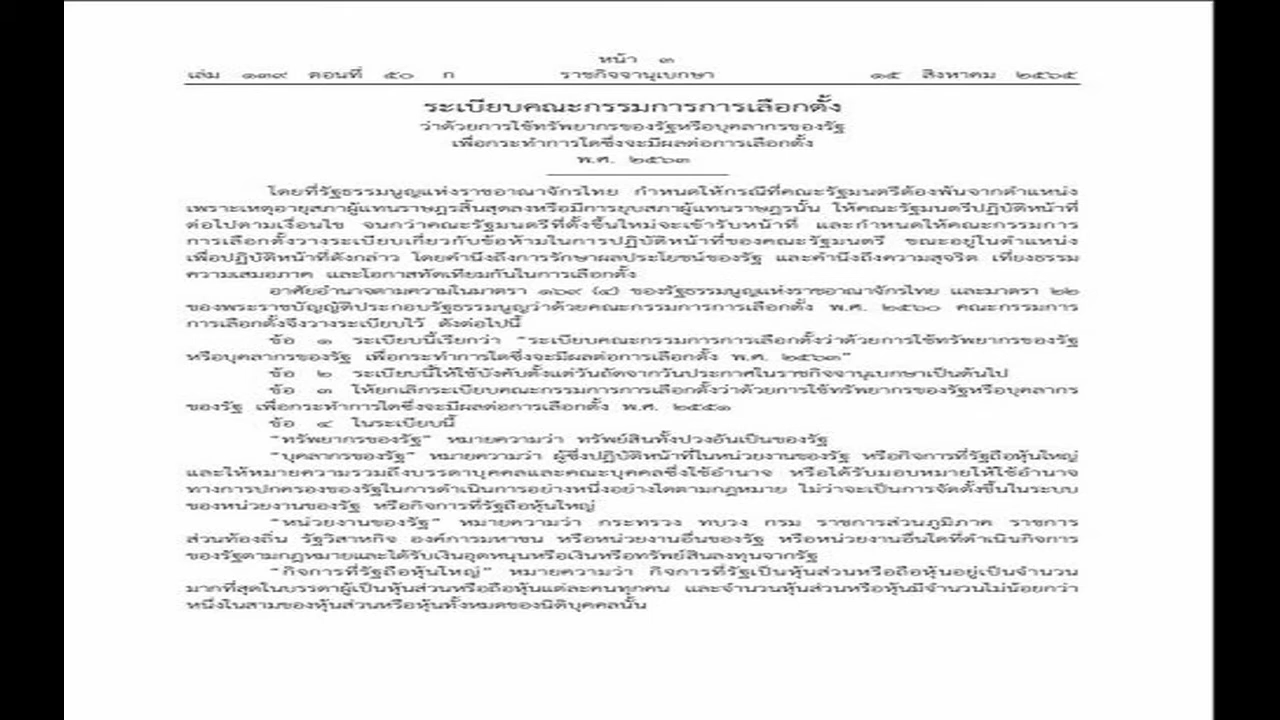 หน้า ๓
เล่ม ๑๓๙ ตอนที่ ๕๐ ก ราชกิจจานุเบกษา ๑๕ สิงหาคม ๒๕๖๕
ระเบียบคณะกรรมการการเลือกตั้ง
ว่าด้วยการใช้ทรัพยากรของรัฐหรือบุคลากรของรัฐ
เพื่อกระทำการใดซึ่งจะมีผลต่อการเลือกตั้ง
พ.ศ. ๒๕๖๓
โดยที่รัฐธรรมนูญแห่งราชอาณาจักรไทย กำหนดให้กรณีที่คณะรัฐมนตรีต้องพ้นจากตำแหน่ง
เพราะเหตุอายุสภาผู้แทนราษฎรสิ้นสุดลงหรือมีการยุบสภาผู้แทนราษฎรนั้น ให้คณะรัฐมนตรีปฏิบัติหน้าที่
ต่อไปตามเงื่อนไข จนกว่าคณะรัฐมนตรีที่ตั้งขึ้นใหม่จะเข้ารับหน้าที่ และกำหนดให้คณะกรรมการ
การเลือกตั้งวางระเบียบเกี่ยวกับข้อห้ามในการปฏิบัติหน้าที่ของคณะรัฐมนตรี ขณะอยู่ในตำแหน่ง
เพื่อปฏิบัติหน้าที่ดังกล่าว โดยคำนึงถึงการรักษาผลประโยชน์ของรัฐ และคำนึงถึงความสุจริต เที่ยงธรรม
ความเสมอภาค และโอกาสทัดเทียมกันในการเลือกตั้ง
อาศัยอำนาจตามความในมาตรา ๑๖๙ (๔) ของรัฐธรรมนูญแห่งราชอาณาจักรไทย และมาตรา ๒๒
ของพระราชบัญญัติประกอบรัฐธรรมนูญว่าด้วยคณะกรรมการการเลือกตั้ง พ.ศ. ๒๕๖๐ คณะกรรมการ
การเลือกตั้งจึงวางระเบียบไว้ ดังต่อไปนี้
ข้อ ๑ ระเบียบนี้เรียกว่า "ระเบียบคณะกรรมการการเลือกตั้งว่าด้วยการใช้ทรัพยากรของรัฐ
หรือบุคลากรของรัฐ เพื่อกระทำการใดซึ่งจะมีผลต่อการเลือกตั้ง พ.ศ. ๒๕๖๓"
ข้อ ๒ ระเบียบนี้ให้ใช้บังคับตั้งแต่วันถัดจากวันประกาศในราชกิจจานุเบกษาเป็นต้นไป
ข้อ ๓ ให้ยกเลิกระเบียบคณะกรรมการการเลือกตั้งว่าด้วยการใช้ทรัพยากรของรัฐหรือบุคลากร
ของรัฐ เพื่อกระทำการใดซึ่งจะมีผลต่อการเลือกตั้ง พ.ศ. ๒๕๕๑
ข้อ ๔ ในระเบียบนี้
"ทรัพยากรของรัฐ" หมายความว่า ทรัพย์สินทั้งปวงอันเป็นของรัฐ
"บุคลากรของรัฐ" หมายความว่า ผู้ซึ่งปฏิบัติหน้าที่ในหน่วยงานของรัฐ หรือกิจการที่รัฐถือหุ้นใหญ่
และให้หมายความรวมถึงบรรดาบุคคลและคณะบุคคลซึ่งใช้อำนาจ หรือได้รับมอบหมายให้ใช้อำนาจ
ทางการปกครองของรัฐในการดำเนินการอย่างหนึ่งอย่างใดตามกฎหมาย ไม่ว่าจะเป็นการจัดตั้งขึ้นในระบบ
ของหน่วยงานของรัฐ หรือกิจการที่รัฐถือหุ้นใหญ่
"หน่วยงานของรัฐ" หมายความว่า กระทรวง ทบวง กรม ราชการส่วนภูมิภาค ราชการ
ส่วนท้องถิ่น รัฐวิสาหกิจ องค์การมหาชน หรือหน่วยงานอื่นของรัฐ หรือหน่วยงานอื่นใดที่ดำเนินกิจการ
ของรัฐตามกฎหมายและได้รับเงินอุดหนุนหรือเงินหรือทรัพย์สินลงทุนจากรัฐ
"กิจการที่รัฐถือหุ้นใหญ่" หมายความว่า กิจการที่รัฐเป็นหุ้นส่วนหรือถือหุ้นอยู่เป็นจำนวน
มากที่สุดในบรรดาผู้เป็นหุ้นส่วนหรือถือหุ้นแต่ละคนทุกคน และจำนวนหุ้นส่วนหรือหุ้นมีจำนวนไม่น้อยกว่า
หนึ่งในสามของหุ้นส่วนหรือหุ้นทั้งหมดของนิติบุคคลนั้น